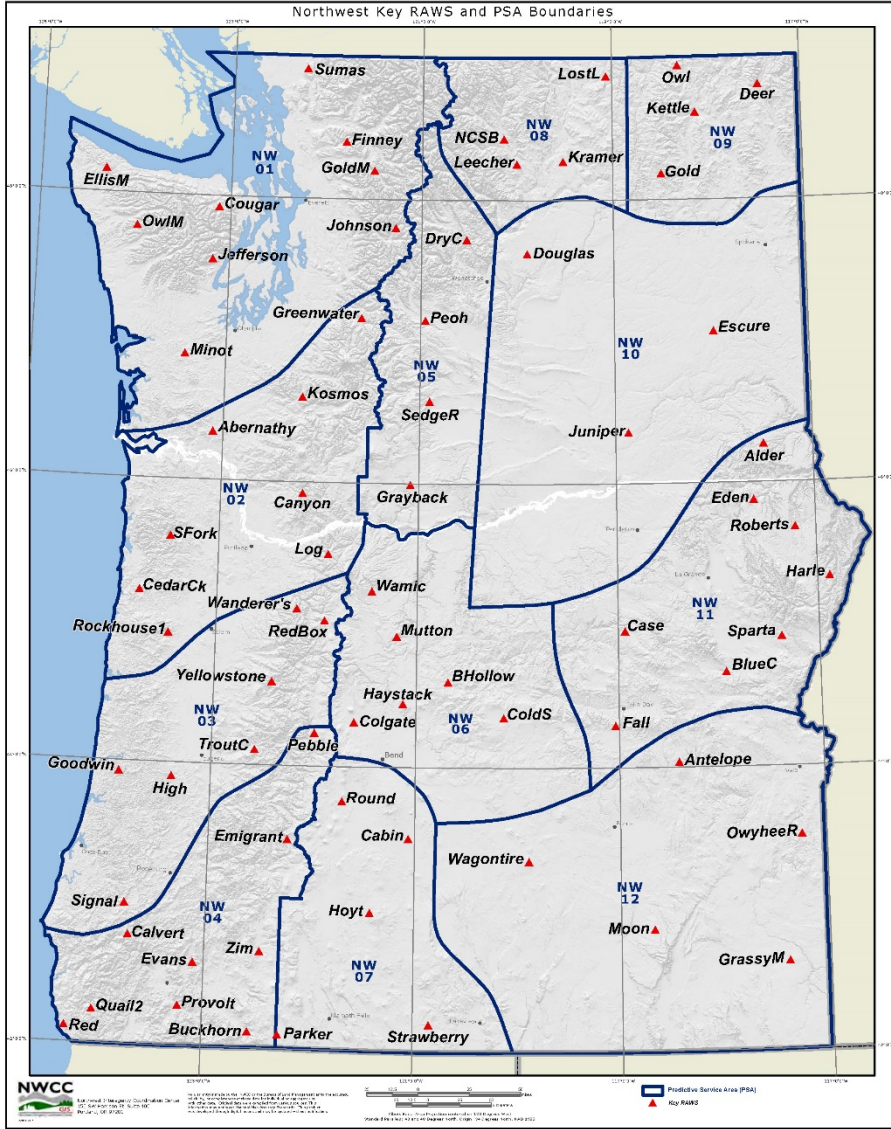 Northwest Key RAWS and PSA Boundaries
Sumas
LostL
Owl
Deer
Kettle
NW
08
NW
09
NCSB
Finney
NW
01
Leecher
Kramer
GoldM
Gold
EllisM
Cougar
OwlM
Johnson
DryC
Jefferson
Douglas
Greenwater
Peoh
Escure
NW
10
Minot
NW
05
Kosmos
SedgeR
Abernathy
Juniper
Alder
Grayback
NW
02
Canyon
Eden
Roberts
SFork
Log
Harle
CedarCk
Wamic
Wanderer's
NW
11
Rockhouse1
RedBox
Mutton
Case
Sparta
Yellowstone
BHollow
BlueC
Haystack
NW
03
Colgate
NW
06
ColdS
Fall
Pebble
TroutC
Bend
Goodwin
High
Antelope
Round
Emigrant
Cabin
OwyheeR
Wagontire
Signal
NW
04
NW
12
Calvert
Hoyt
Moon
Zim
Evans
GrassyM
NW
07
Quail2
Provolt
Red
Buckhorn
Parker
Strawberry
NWCC
GIS
Predictive Service Area (PSA)
Key RAWS